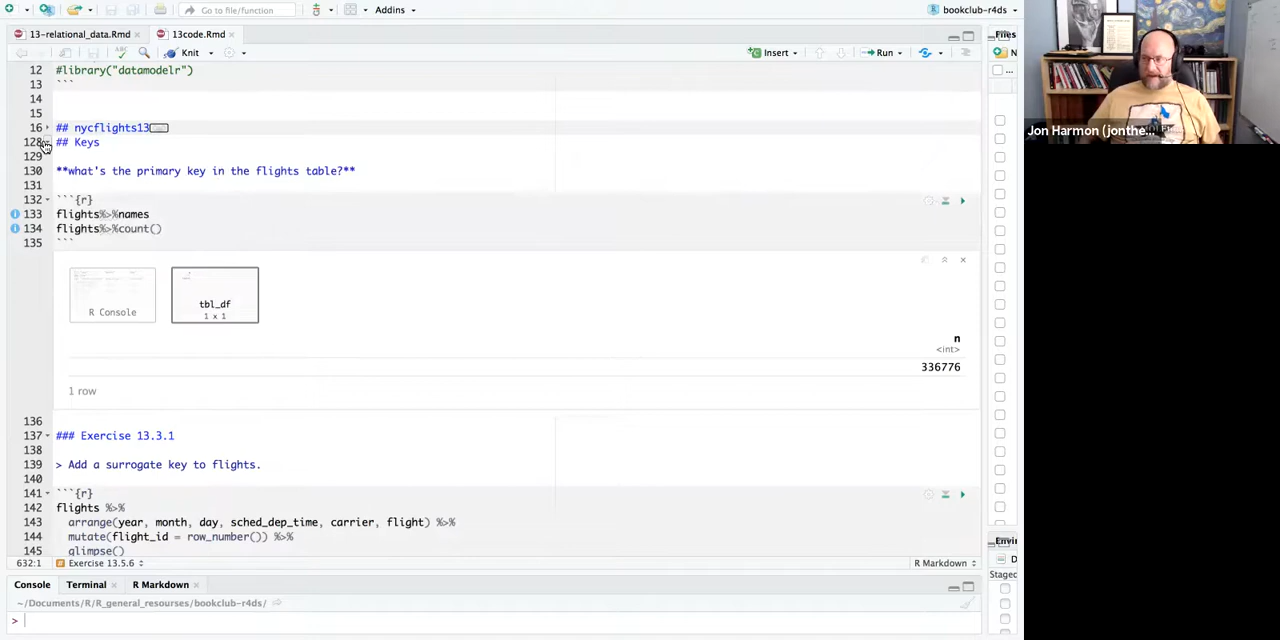 Go to file/function
Addins
bookclub-r4ds
13-relational_data.Rmd
13code.Rmd
Files
Knit
Insert
Run
N
12 #library("datamodelr")
...
13 ```
14
15
16 ## nycflights13
128 ## Keys
129
130 **what's the primary key in the flights table?**
131
132 ```{r}
133 flights%>%names
134 flights%>%count()
135 ```
R Console
tbl_df
1 x 1
n
<int>
336776
1 row
136
137 ### Exercise 13.3.1
138
139 > Add a surrogate key to flights.
140
141 ```{r}
142 flights %>%
143 arrange(year, month, day, sched_dep_time, carrier, flight) %>%
144 mutate(flight_id = row_number()) %>%
145 glimpse()
632:1 Exercise 13.5.6
R Markdown
Console
Terminal
R Markdown
~/Documents/R/R_general_resourses/bookclub-r4ds/
>
Envir
D
Staged
Jon Harmon (jonthe...